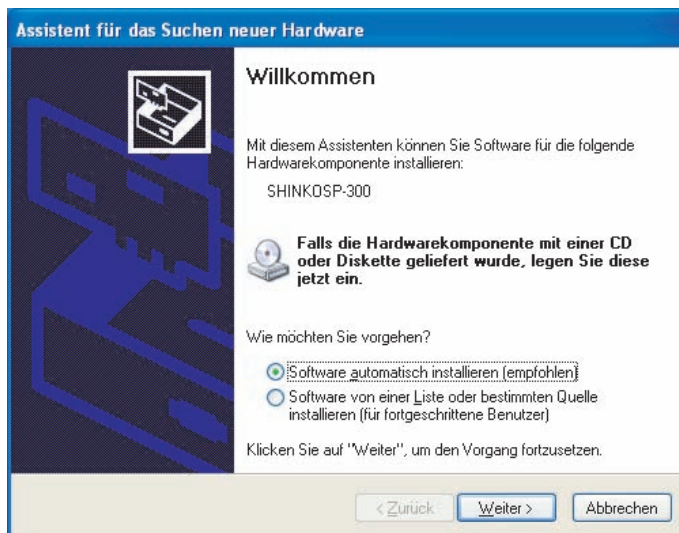 Assistent für das Suchen neuer Hardware
Willkommen
Mit diesem Assistenten können Sie Software für die folgende
Hardwarekomponente installieren:
SHINKOSP-300
Falls die Hardwarekomponente mit einer CD
oder Diskette geliefert wurde, legen Sie diese
jetzt ein.
Wie möchten Sie vorgehen?
Software automatisch installieren (empfohlen)
Software von einer Liste oder bestimmten Quelle
installieren (für fortgeschrittene Benutzer)
Klicken Sie auf "Weiter", um den Vorgang fortzusetzen.
< Zurück Weiter > Abbrechen